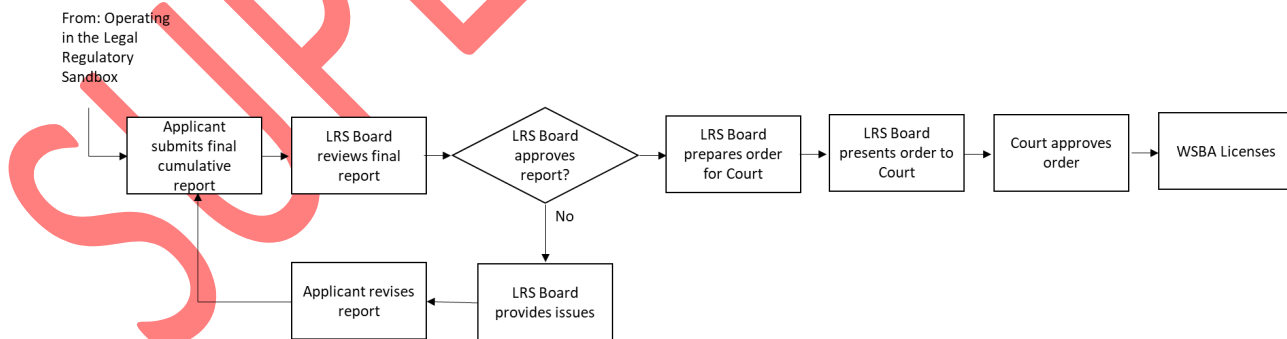 From: Operating
in the Legal
Regulatory
Sandbox
Applicant
submits final
cumulative
report
LRS Board
reviews final
report
LRS Board
approves
report?
LRS Board
prepares order
for Court
LRS Board
presents order to
Court
Court approves
order
WSBA Licenses
No
Applicant revises
report
LRS Board
provides issues